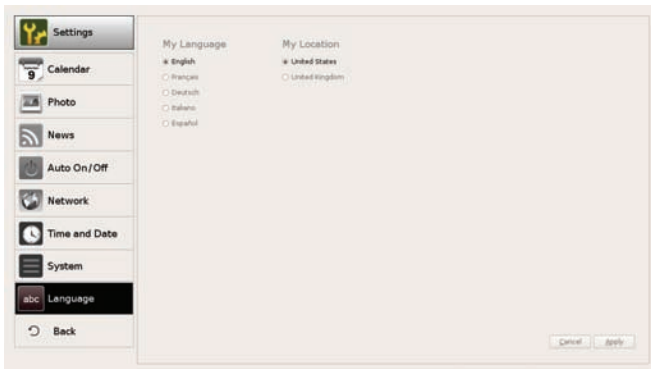 Settings
Calendar
9
Photo
News
Auto On/Off
Network
Time and Date
System
abc Language
Back
My Language
English
Français
Deutsch
Italiano
Español
My Location
United States
United Kingdom
Cancel
Apply